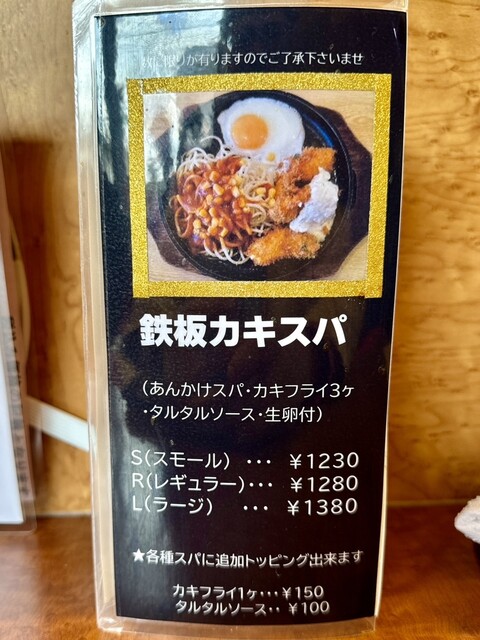 限りが有りますのでご了承下さいませ
鉄板カキスパ
(あんかけスパ・カキフライ3ヶ
・タルタルソース・生卵付)
S(スモール) ・・・ ¥1230
R(レギュラー)・・・ ¥1280
L(ラージ) ・・・ ¥1380
★各種スパに追加トッピング出来ます
カキフライ1ヶ・・・¥150
タルタルソース・・ ¥100